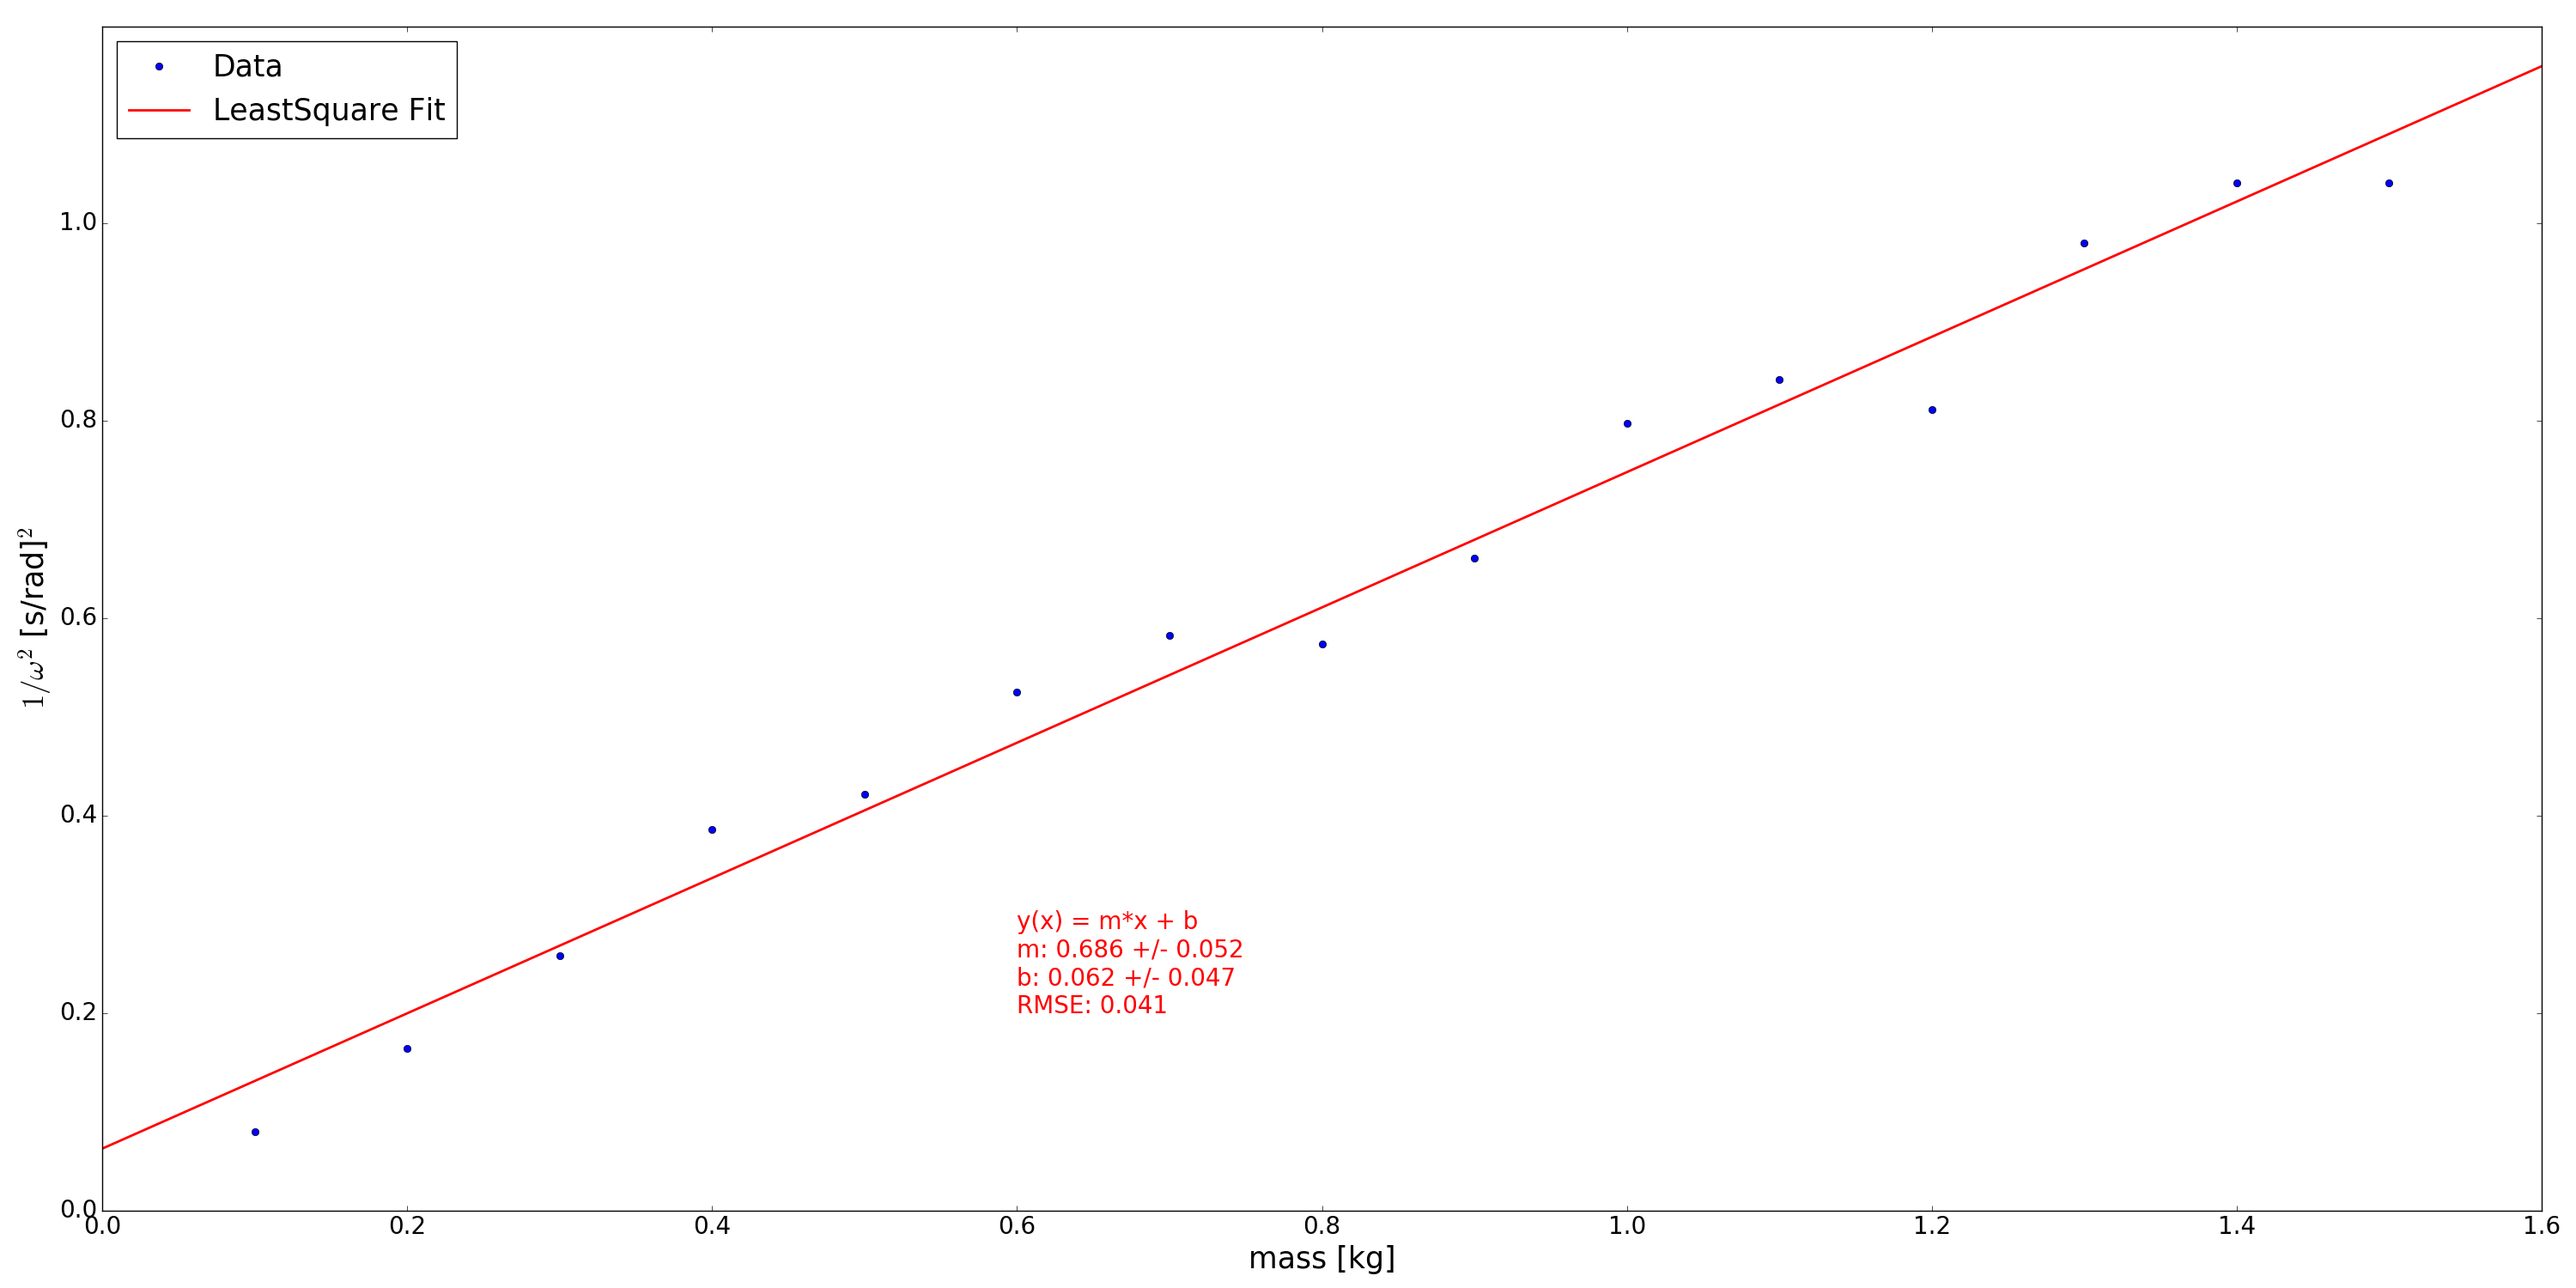 Data
LeastSquare Fit
1.0
0.8
0.6
0.4
0.2
0.0
1/ω² [s/rad]²
y(x) = m*x + b
m: 0.686 +/- 0.052
b: 0.062 +/- 0.047
RMSE: 0.041
0.0 0.2 0.4 0.6 0.8 1.0 1.2 1.4 1.6
mass [kg]